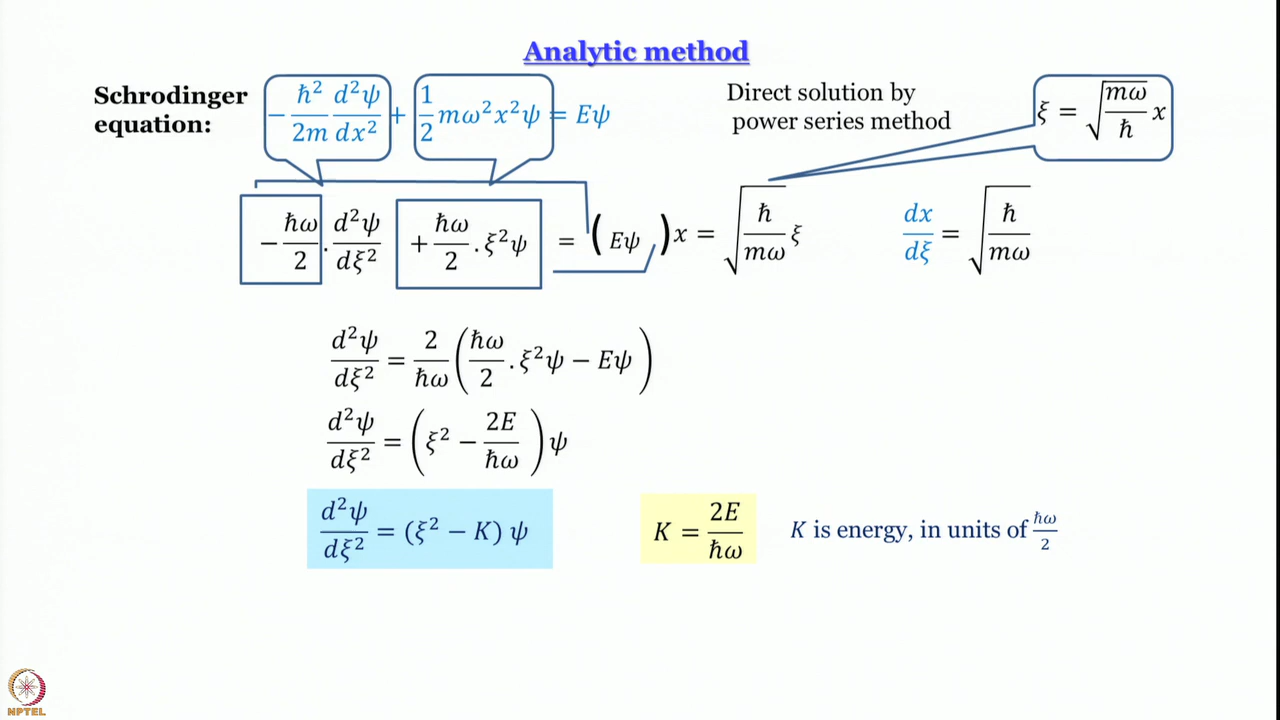 Analytic method
Schrodinger equation: −ħ²/2m d²ψ/dx² + 1/2 mω²x²ψ = Eψ
Direct solution by
power series method
ξ = √(mω/ħ) x
−ħω/2 . d²ψ/dξ² +ħω/2 . ξ²ψ = (Eψ) x = √(ħ/mω) ξ
dx/dξ = √(ħ/mω)
d²ψ/dξ² = 2/ħω (ħω/2 . ξ²ψ − Eψ)
d²ψ/dξ² = (ξ² − 2E/ħω) ψ
d²ψ/dξ² = (ξ² − K) ψ
K = 2E/ħω
K is energy, in units of ħω/2
NPTEL